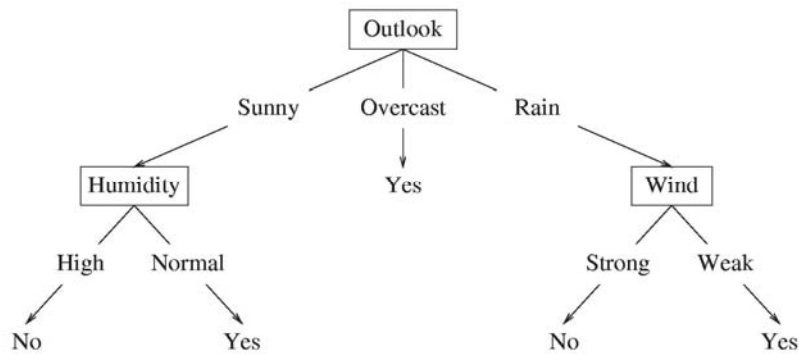 Outlook
Sunny Overcast Rain
Humidity Yes Wind
High Normal Strong Weak
No Yes No Yes